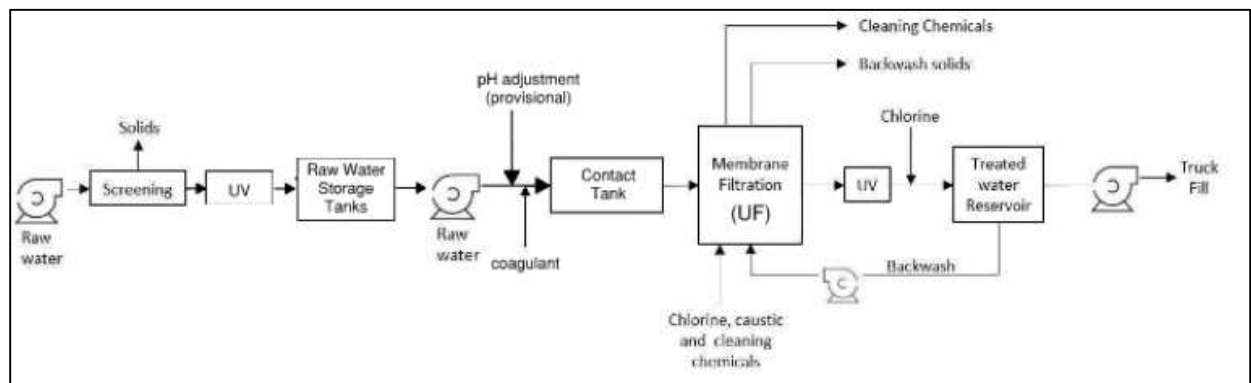 Cleaning Chemicals
Backwash solids
pH adjustment
(provisional)
Solids
Chlorine
Screening
UV
Raw Water
Storage
Tanks
Contact
Tank
Membrane
Filtration
(UF)
UV
Treated
water
Reservoir
Truck
Fill
Raw
water
Raw
water
coagulant
Backwash
Chlorine, caustic
and cleaning
chemicals